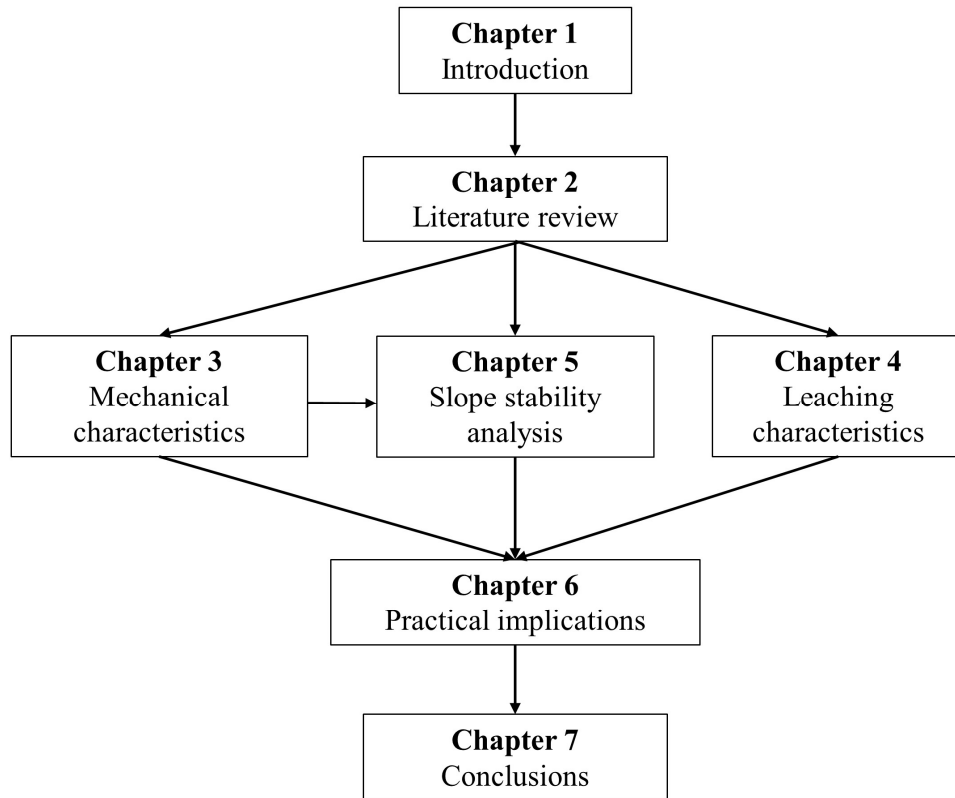 Chapter 1
Introduction
Chapter 2
Literature review
Chapter 3
Mechanical
characteristics
Chapter 5
Slope stability
analysis
Chapter 4
Leaching
characteristics
Chapter 6
Practical implications
Chapter 7
Conclusions